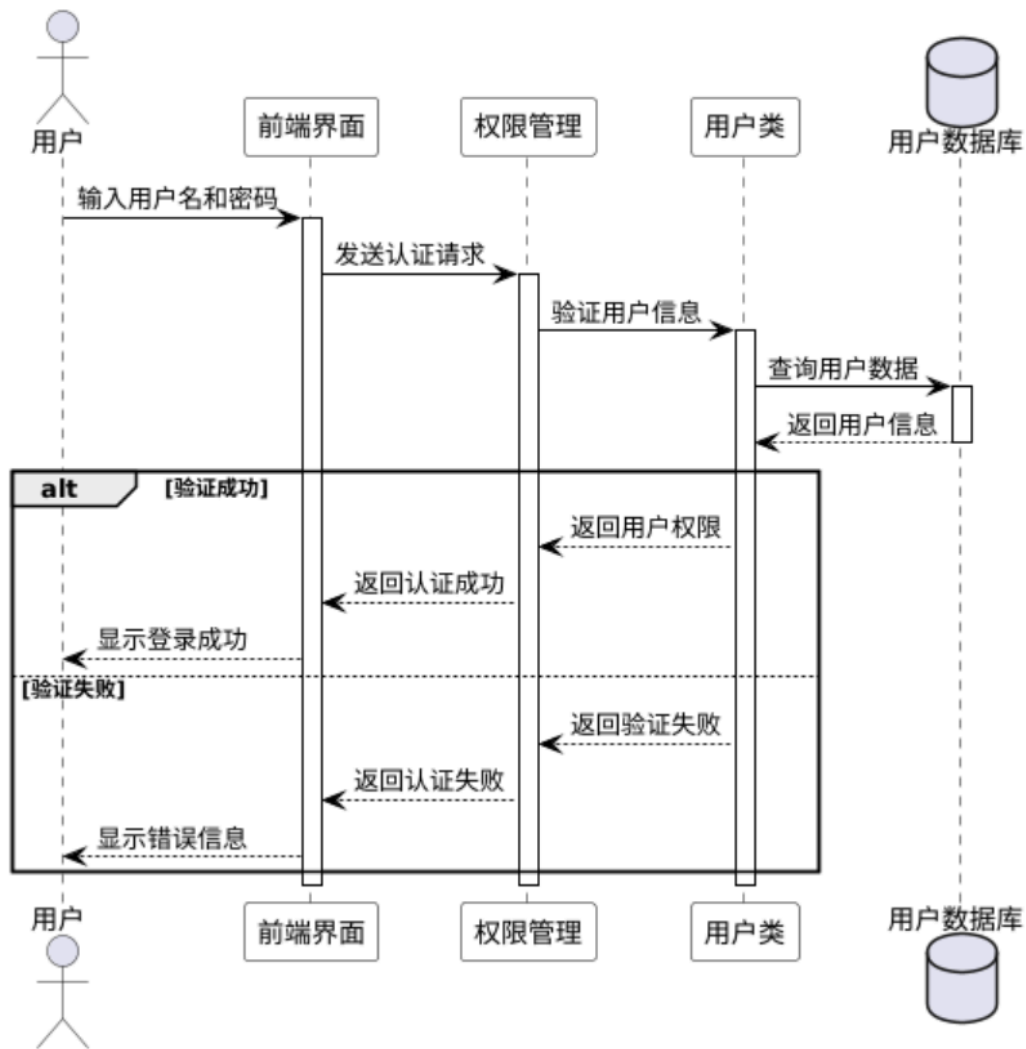 用户
前端界面
权限管理
用户类
用户数据库
输入用户名和密码
发送认证请求
验证用户信息
查询用户数据
返回用户信息
alt [验证成功]
返回用户权限
返回认证成功
显示登录成功
[验证失败]
返回验证失败
返回认证失败
显示错误信息
用户
前端界面
权限管理
用户类
用户数据库